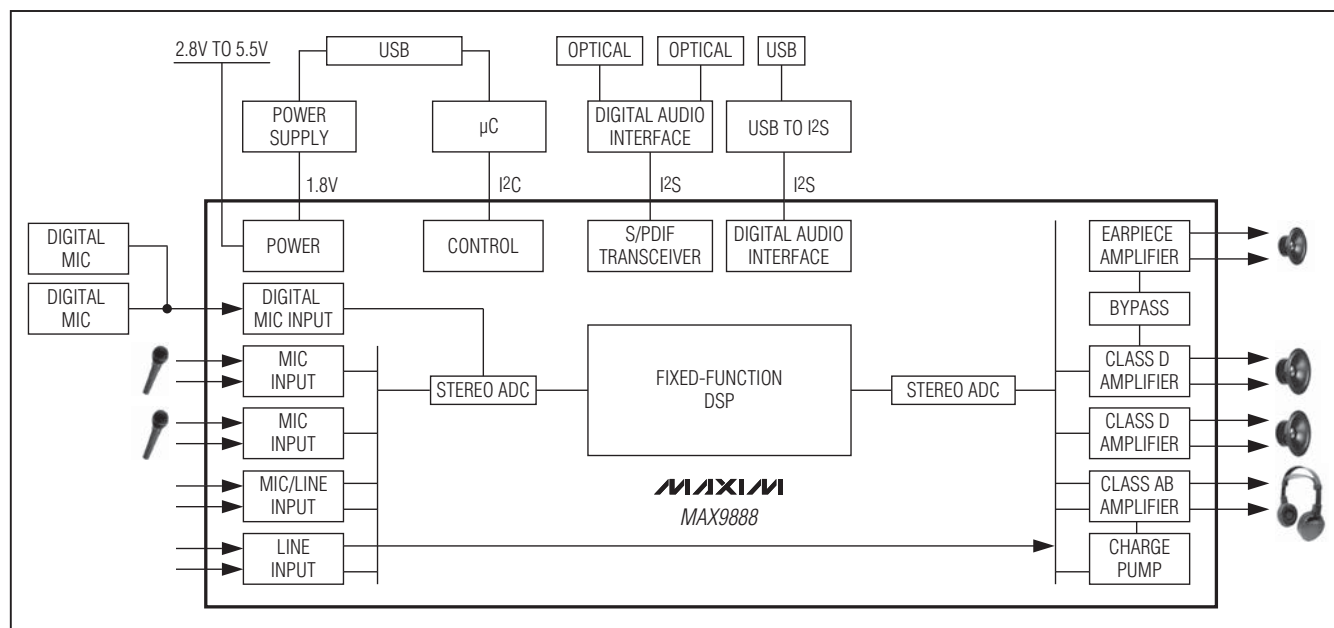 2.8V TO 5.5V
USB
OPTICAL
OPTICAL
USB
POWER
SUPPLY
µC
DIGITAL AUDIO
INTERFACE
USB TO I2S
1.8V
I2C
I2S
I2S
DIGITAL
MIC
POWER
CONTROL
S/PDIF
TRANSCEIVER
DIGITAL AUDIO
INTERFACE
EARPIECE
AMPLIFIER
DIGITAL
MIC
DIGITAL
MIC INPUT
BYPASS
MIC
INPUT
STEREO ADC
FIXED-FUNCTION
DSP
STEREO ADC
CLASS D
AMPLIFIER
MIC
INPUT
CLASS D
AMPLIFIER
MIC/LINE
INPUT
MAXIM
MAX9888
CLASS AB
AMPLIFIER
LINE
INPUT
CHARGE
PUMP